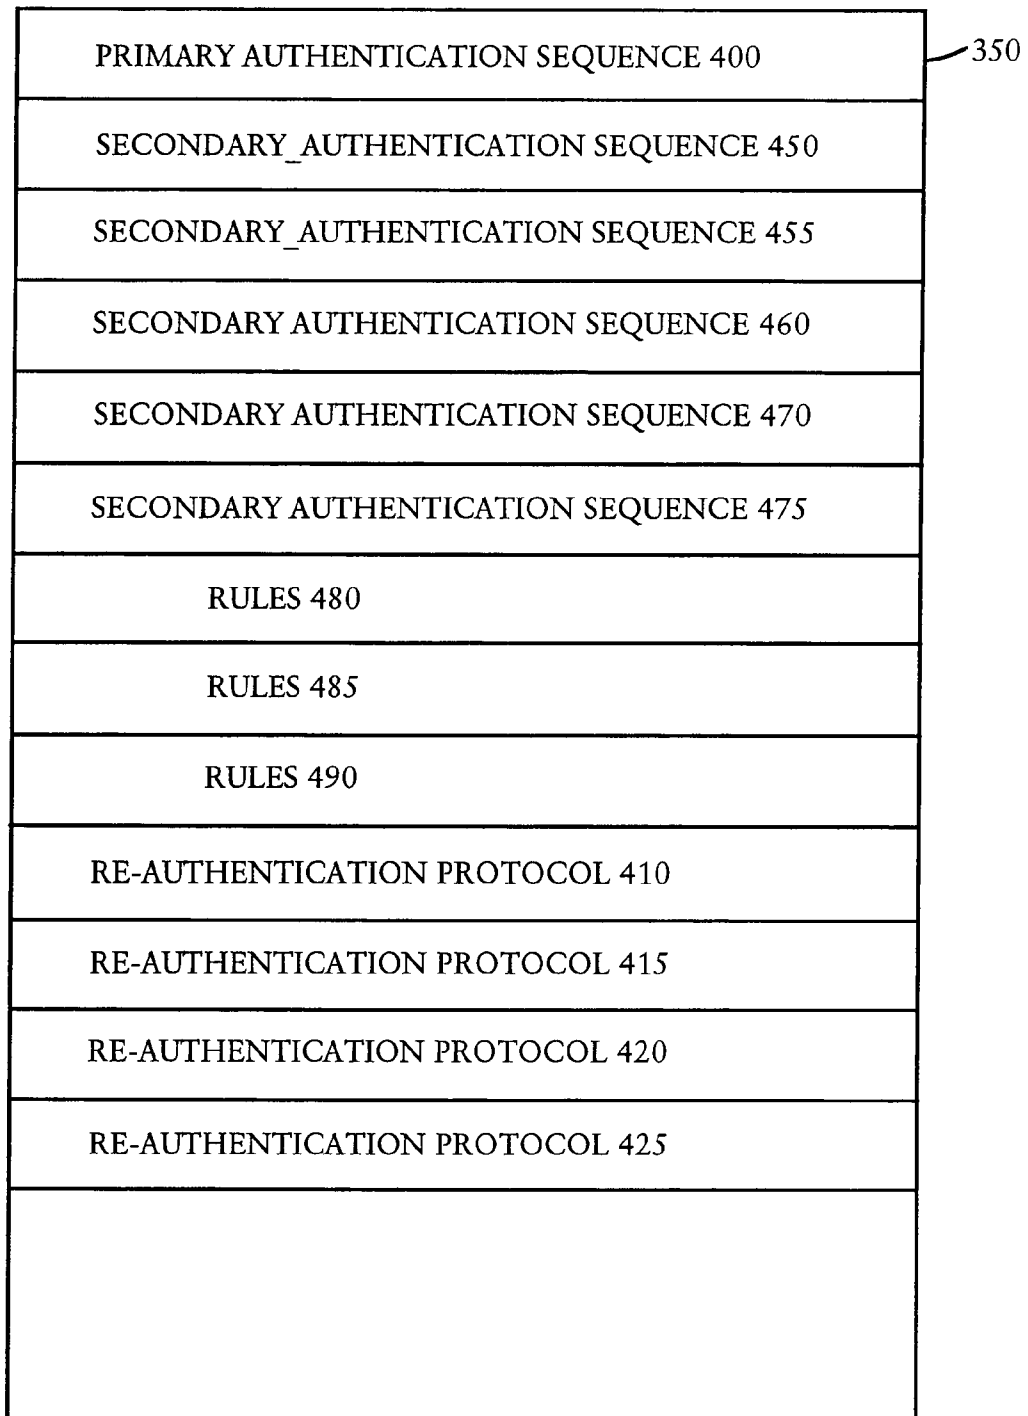 PRIMARY AUTHENTICATION SEQUENCE 400
350
SECONDARY_AUTHENTICATION SEQUENCE 450
SECONDARY_AUTHENTICATION SEQUENCE 455
SECONDARY AUTHENTICATION SEQUENCE 460
SECONDARY AUTHENTICATION SEQUENCE 470
SECONDARY AUTHENTICATION SEQUENCE 475
RULES 480
RULES 485
RULES 490
RE-AUTHENTICATION PROTOCOL 410
RE-AUTHENTICATION PROTOCOL 415
RE-AUTHENTICATION PROTOCOL 420
RE-AUTHENTICATION PROTOCOL 425